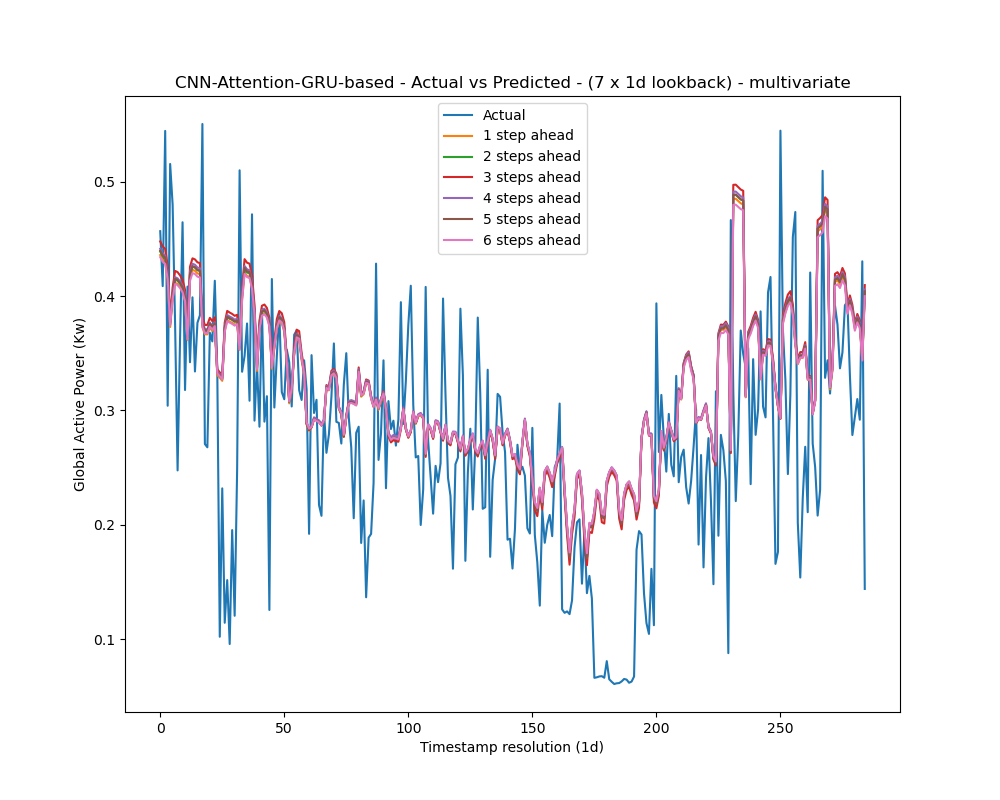 CNN-Attention-GRU-based - Actual vs Predicted - (7 x 1d lookback) - multivariate
Actual
1 step ahead
2 steps ahead
3 steps ahead
4 steps ahead
5 steps ahead
6 steps ahead
Global Active Power (Kw)
0.5
0.4
0.3
0.2
0.1
0 50 100 150 200 250
Timestamp resolution (1d)